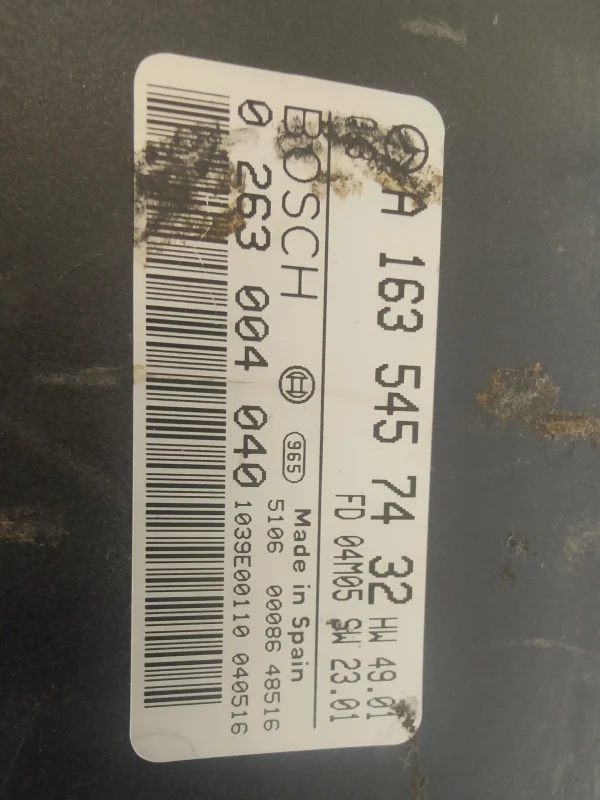 A 163 545 74 32
HW 49.01
FD 04M05 SW 23.01
BOSCH
965
Made in Spain
5106 00086 48516
0 263 004 040
1039E00110 040516